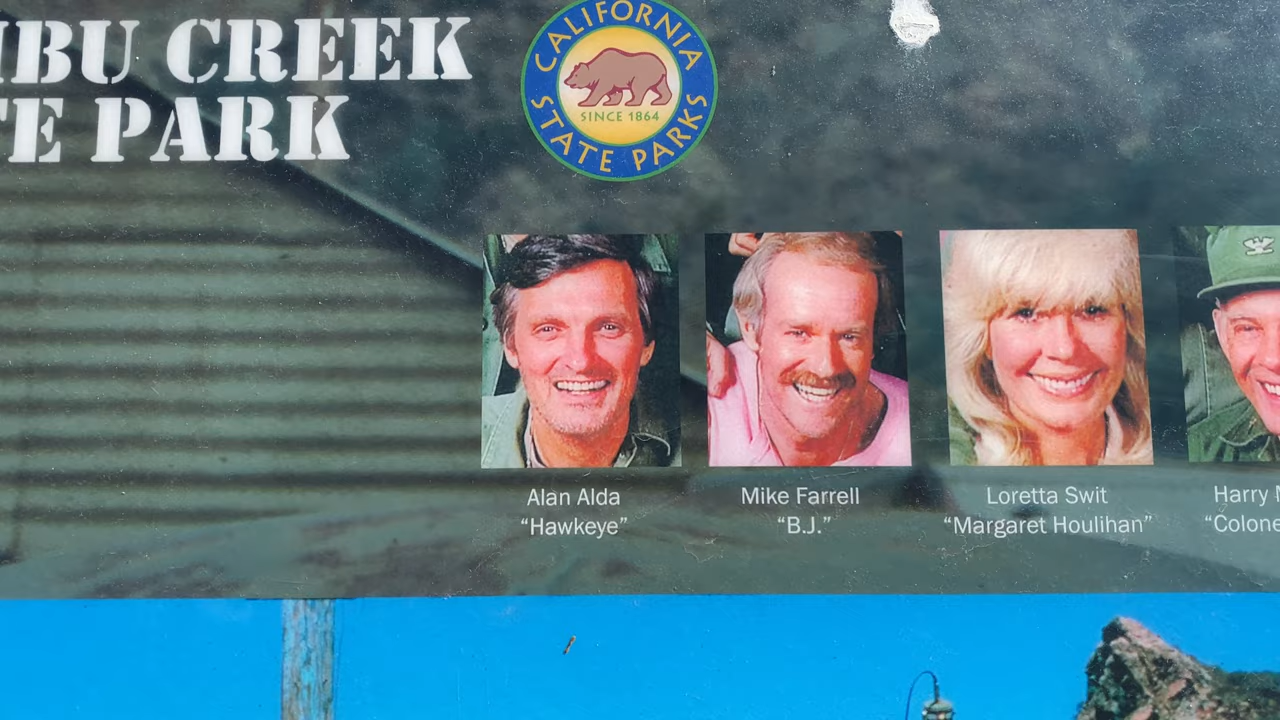 IBU CREEK
TE PARK
CALIFORNIA
STATE PARKS
SINCE 1864
Alan Alda
“Hawkeye”
Mike Farrell
“B.J.”
Loretta Swit
“Margaret Houlihan”
Harry
“Colone